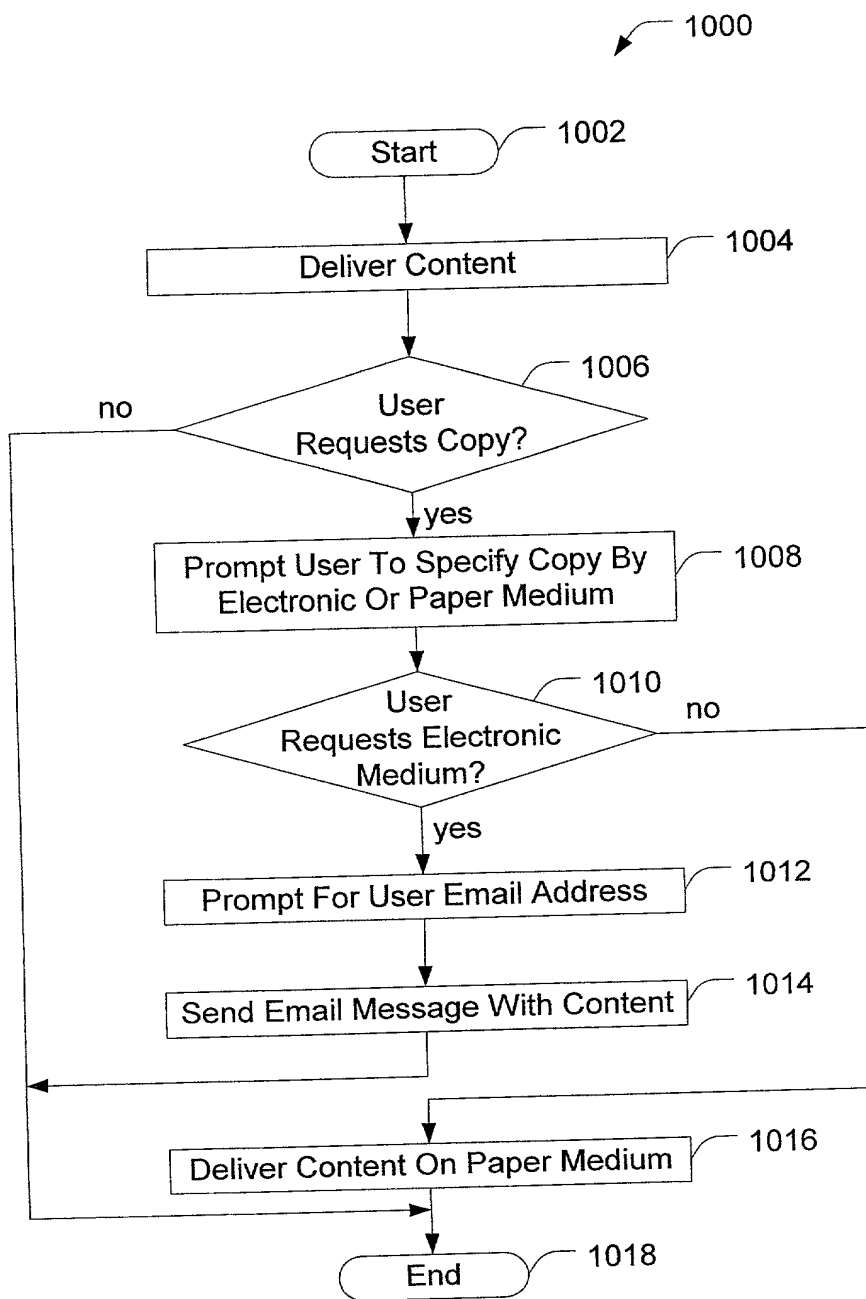 1000
Start
1002
Deliver Content
1004
1006
User
Requests Copy?
no
yes
Prompt User To Specify Copy By
Electronic Or Paper Medium
1008
1010
User
Requests Electronic
Medium?
no
yes
Prompt For User Email Address
1012
Send Email Message With Content
1014
Deliver Content On Paper Medium
1016
End
1018